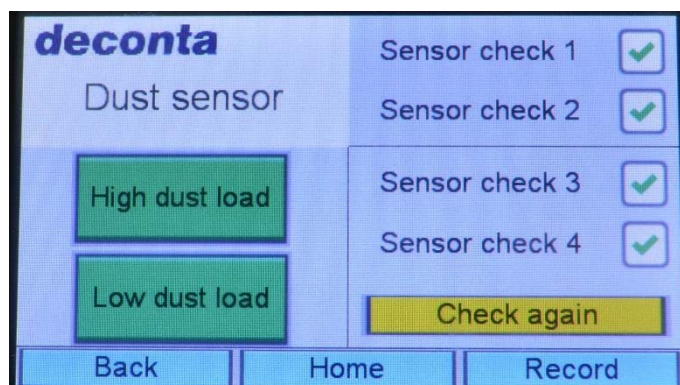 deconta
Dust sensor
High dust load
Low dust load
Sensor check 1
Sensor check 2
Sensor check 3
Sensor check 4
Check again
Back
Home
Record